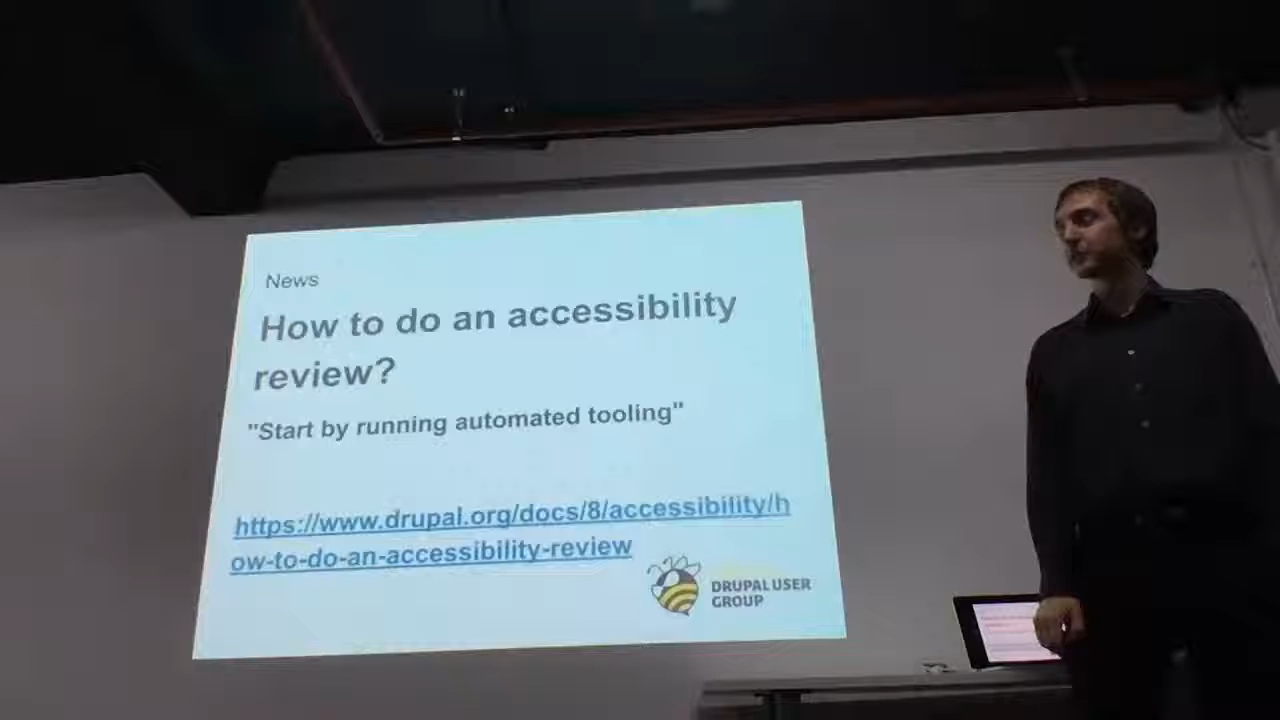 News
How to do an accessibility
review?
"Start by running automated tooling"
https://www.drupal.org/docs/8/accessibility/h
ow-to-do-an-accessibility-review
DRUPAL USER
GROUP